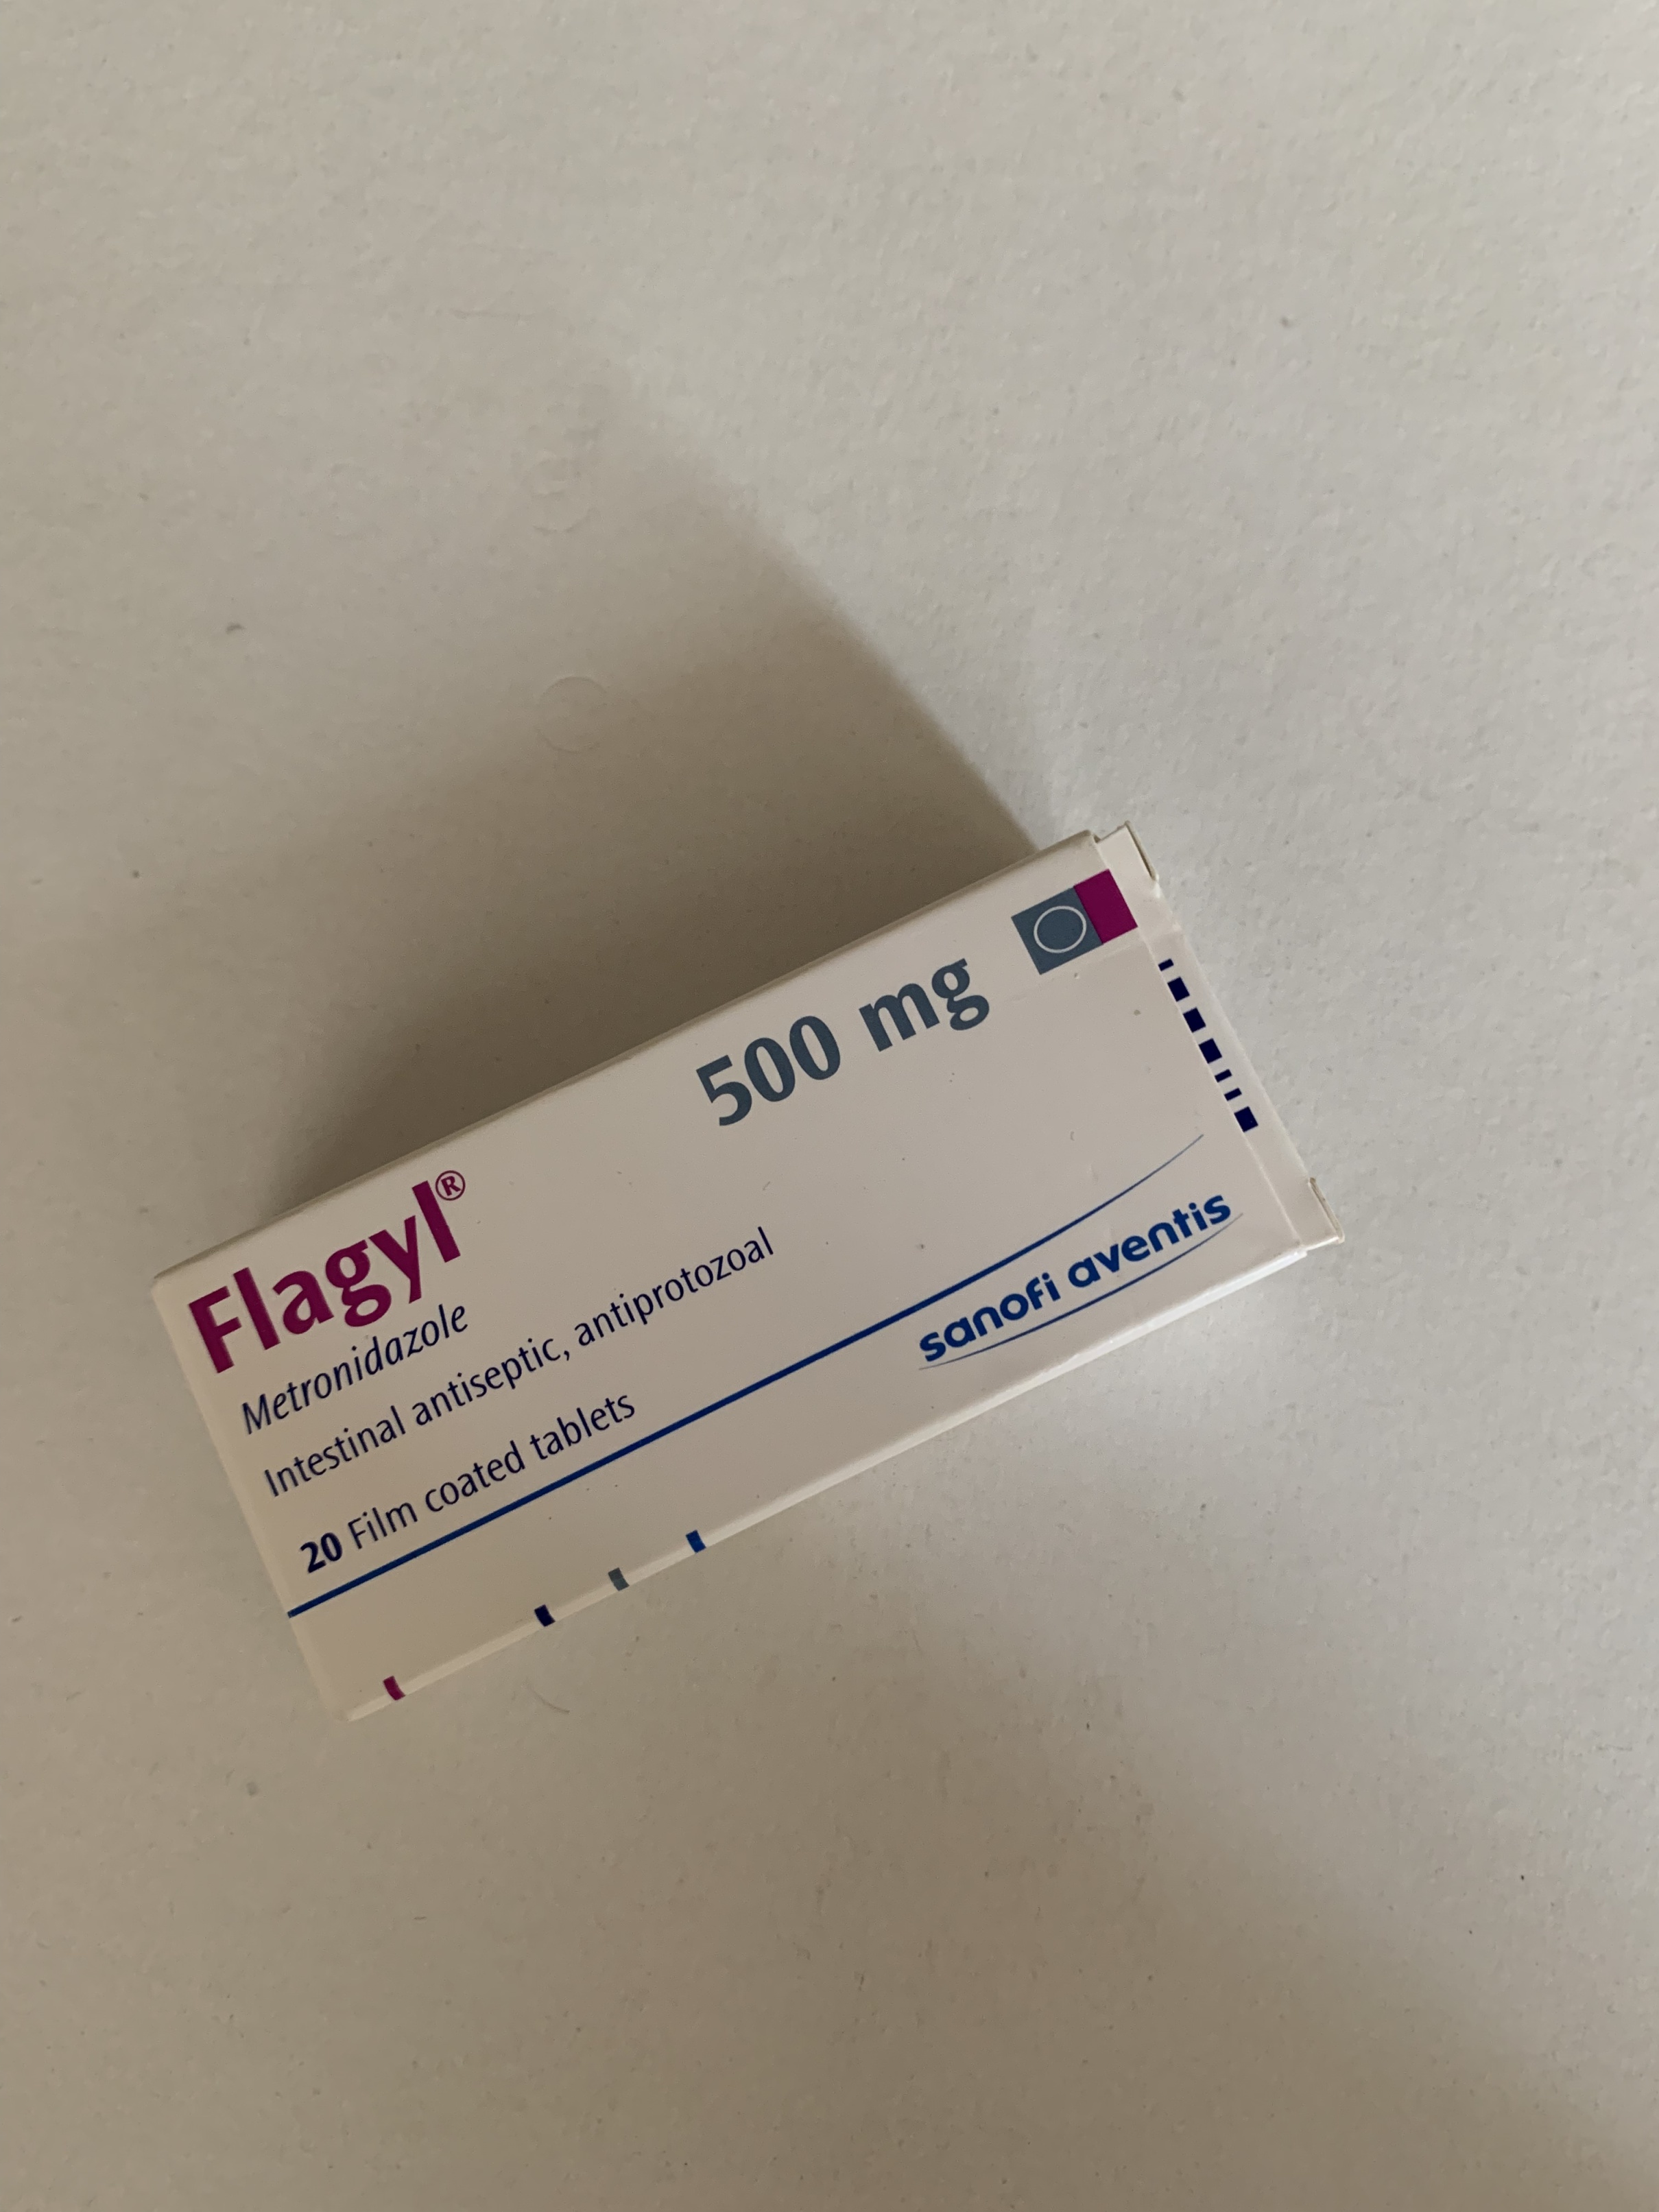 Flagyl®
500 mg
Metronidazole
Intestinal antiseptic, antiprotozoal
20 Film coated tablets
sanofi aventis